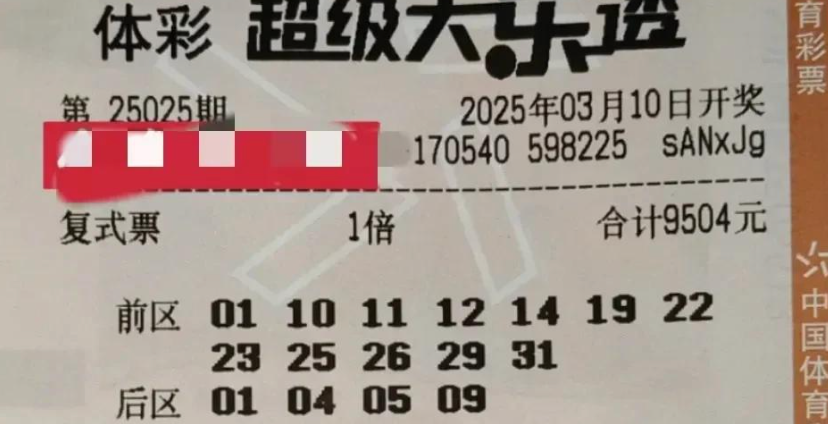 体彩 超级大乐透
第 25025期 2025年03月10日开奖
170540 598225 sANxJg
复式票 1倍 合计9504元
前区 01 10 11 12 14 19 22
23 25 26 29 31
后区 01 04 05 09
育彩票
中国体育